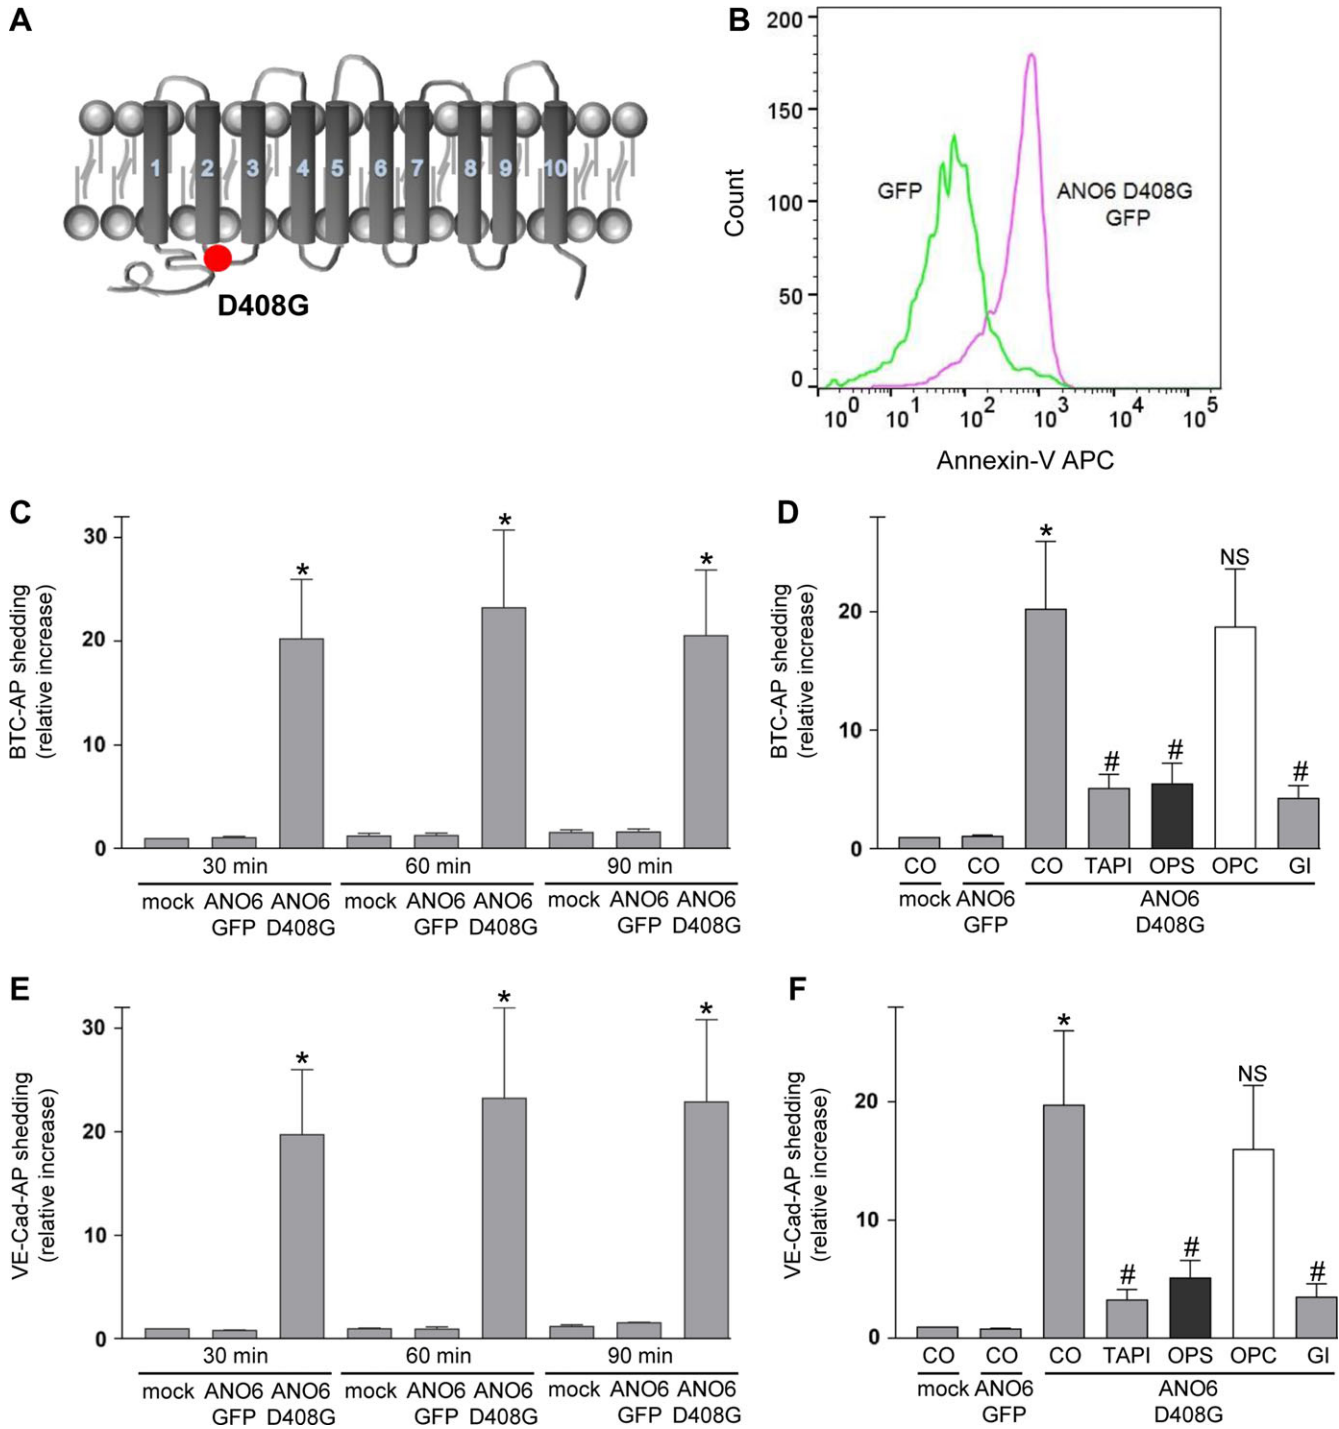 A
1 2 3 4 5 6 7 8 9 10
D408G
B
200
150
100
50
0
Count
GFP
ANO6 D408G
GFP
10^0 10^1 10^2 10^3 10^4 10^5
Annexin-V APC
C
BTC-AP shedding
(relative increase)
30
20
10
0
* * *
30 min 60 min 90 min
mock ANO6 ANO6 mock ANO6 ANO6 mock ANO6 ANO6
GFP D408G GFP D408G GFP D408G
D
BTC-AP shedding
(relative increase)
20
10
0
* # # NS #
CO CO CO TAPI OPS OPC GI
mock ANO6 ANO6
GFP D408G
E
VE-Cad-AP shedding
(relative increase)
30
20
10
0
* * *
30 min 60 min 90 min
mock ANO6 ANO6 mock ANO6 ANO6 mock ANO6 ANO6
GFP D408G GFP D408G GFP D408G
F
VE-Cad-AP shedding
(relative increase)
20
10
0
* # # NS #
CO CO CO TAPI OPS OPC GI
mock ANO6 ANO6
GFP D408G